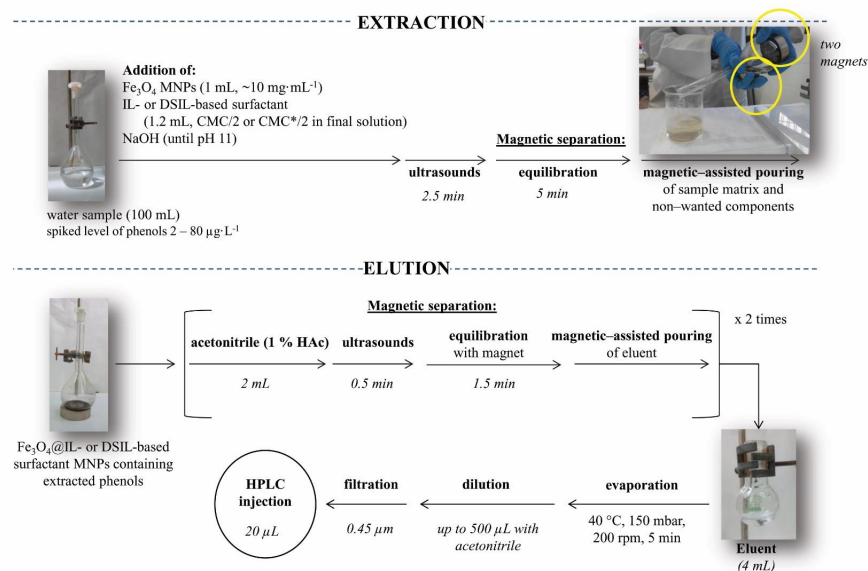 EXTRACTION
two
magnets
Addition of:
Fe₃O₄ MNPs (1 mL, ~10 mg·mL⁻¹)
IL- or DSIL-based surfactant
(1.2 mL, CMC/2 or CMC*/2 in final solution)
NaOH (until pH 11)
Magnetic separation:
ultrasounds
2.5 min
equilibration
5 min
magnetic–assisted pouring
of sample matrix and
non–wanted components
water sample (100 mL)
spiked level of phenols 2 – 80 µg·L⁻¹
ELUTION
Magnetic separation:
x 2 times
acetonitrile (1 % HAc)
2 mL
ultrasounds
0.5 min
equilibration
with magnet
1.5 min
magnetic–assisted pouring
of eluent
Fe₃O₄@IL- or DSIL-based
surfactant MNPs containing
extracted phenols
HPLC
injection
20 µL
filtration
0.45 µm
dilution
up to 500 µL with
acetonitrile
evaporation
40 °C, 150 mbar,
200 rpm, 5 min
Eluent
(4 mL)